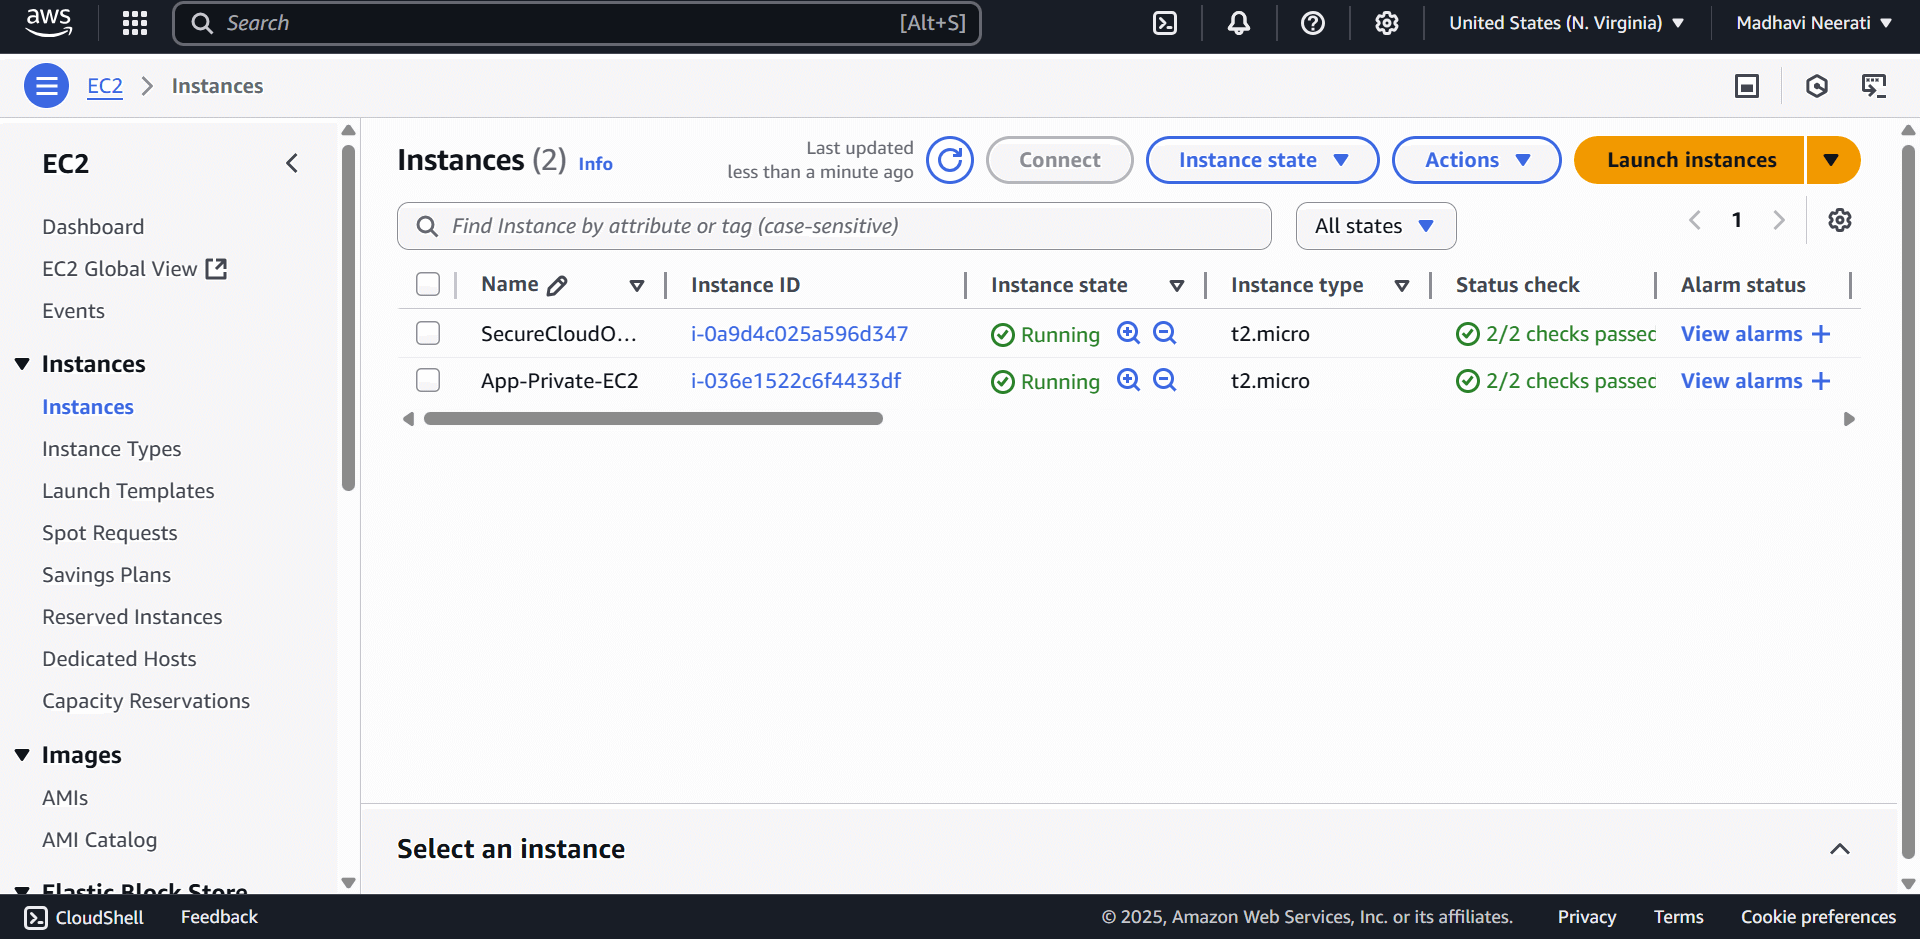 aws
Search [Alt+S]
United States (N. Virginia)
Madhavi Neerati
EC2
Instances
EC2
Dashboard
EC2 Global View
Events
Instances
Instances
Instance Types
Launch Templates
Spot Requests
Savings Plans
Reserved Instances
Dedicated Hosts
Capacity Reservations
Images
AMIs
AMI Catalog
Elastic Block Store
Instances (2) Info
Last updated
less than a minute ago
Connect
Instance state
Actions
Launch instances
Find Instance by attribute or tag (case-sensitive)
All states
1
Name Instance ID Instance state Instance type Status check Alarm status
SecureCloudO... i-0a9d4c025a596d347 Running t2.micro 2/2 checks passed View alarms +
App-Private-EC2 i-036e1522c6f4433df Running t2.micro 2/2 checks passed View alarms +
Select an instance
CloudShell Feedback © 2025, Amazon Web Services, Inc. or its affiliates. Privacy Terms Cookie preferences